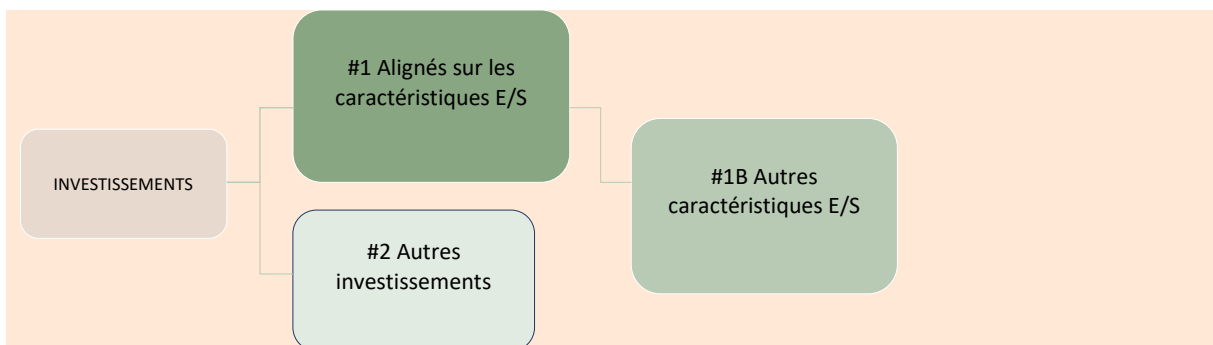 #1 Alignés sur les
caractéristiques E/S
INVESTISSEMENTS
#1B Autres
caractéristiques E/S
#2 Autres
investissements